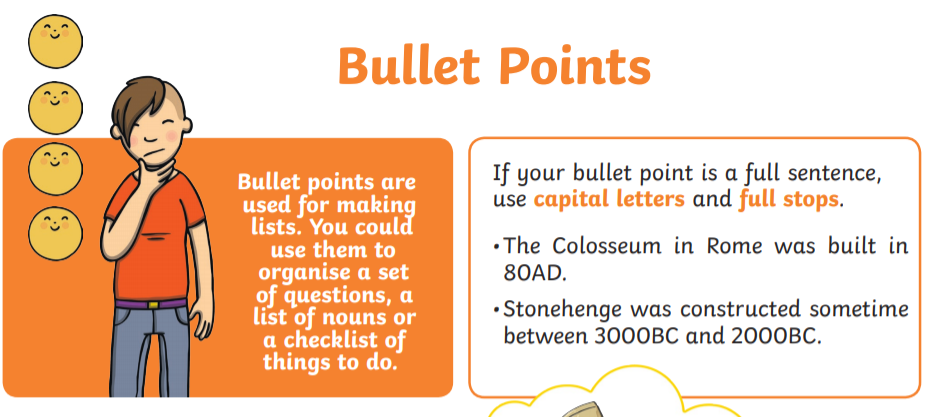 Bullet Points
Bullet points are
used for making
lists. You could
use them to
organise a set
of questions, a
list of nouns or
a checklist of
things to do.
If your bullet point is a full sentence,
use capital letters and full stops.
•The Colosseum in Rome was built in
80AD.
•Stonehenge was constructed sometime
between 3000BC and 2000BC.